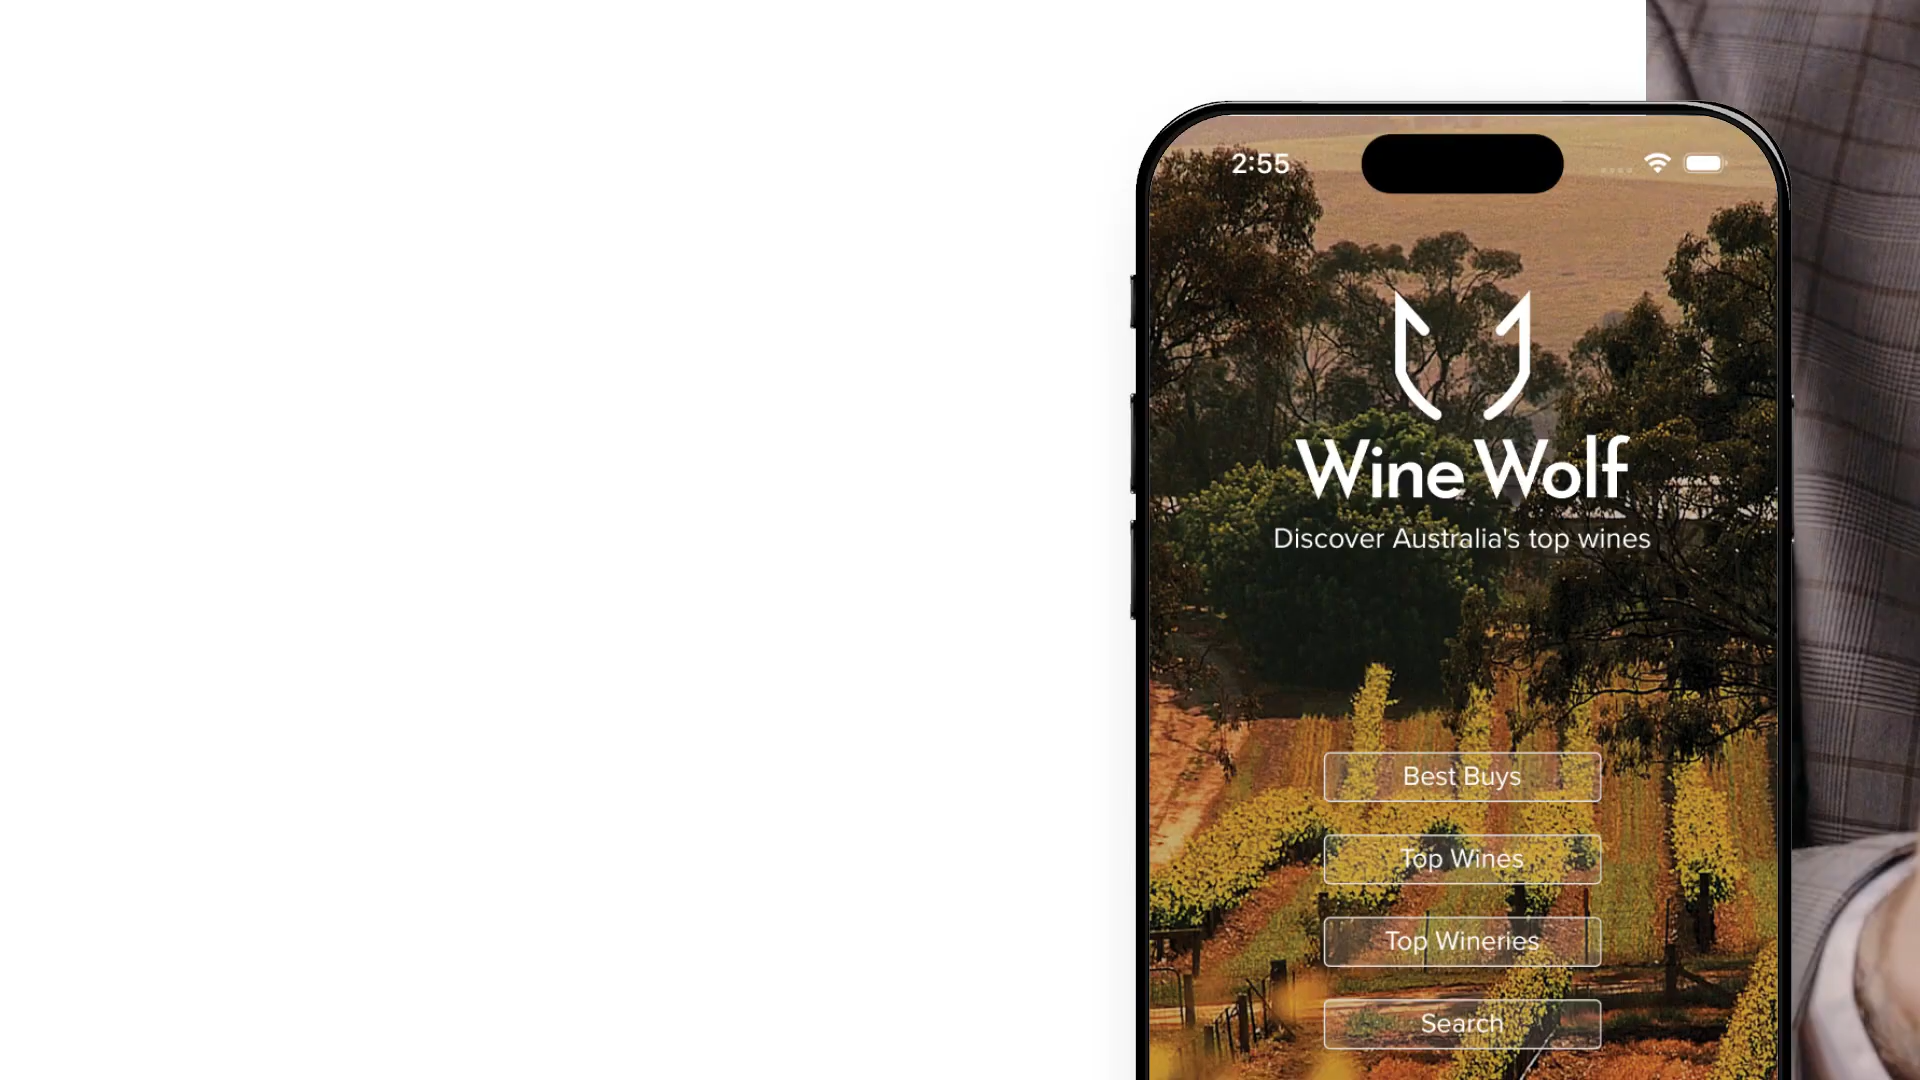 2:55
Wine Wolf
Discover Australia's top wines
Best Buys
Top Wines
Top Wineries
Search